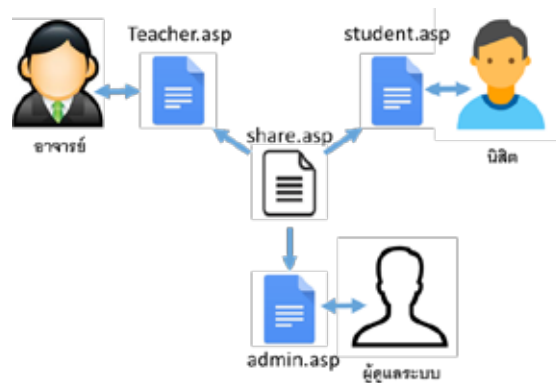 Teacher.asp
student.asp
อาจารย์
share.asp
นิสิต
admin.asp
ผู้ดูแลระบบ